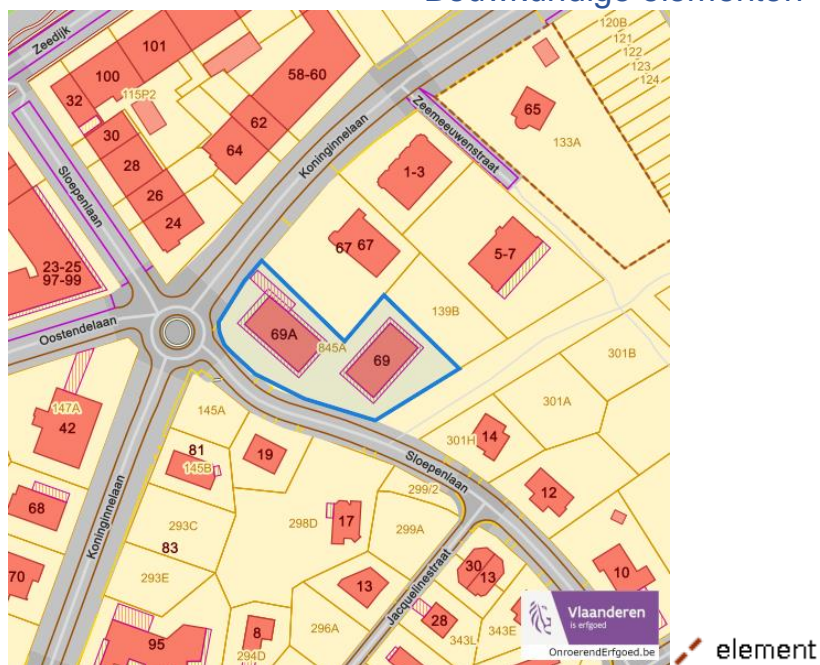 Bouwkundige elementen
Zeedijk
101
100
32
115P2
58-60
62
64
30
28
26
24
Sloepenlaan
Koninginnelaan
Zeemeeuwenstraat
65
133A
120B
121
122
123
124
1-3
67 67
5-7
139B
23-25
97-99
Oostendelaan
69A
845A
69
301B
301A
301H
14
12
147A
42
145A
81
145B
19
Sloepenlaan
299/2
299A
68
293C
83
298D
17
Koninginnelaan
70
293E
13
296A
Jacquelinestraat
30
13
10
95
8
294D
28
343L
343E
Vlaanderen
is erfgoed
OnroerendErfgoed.be
element